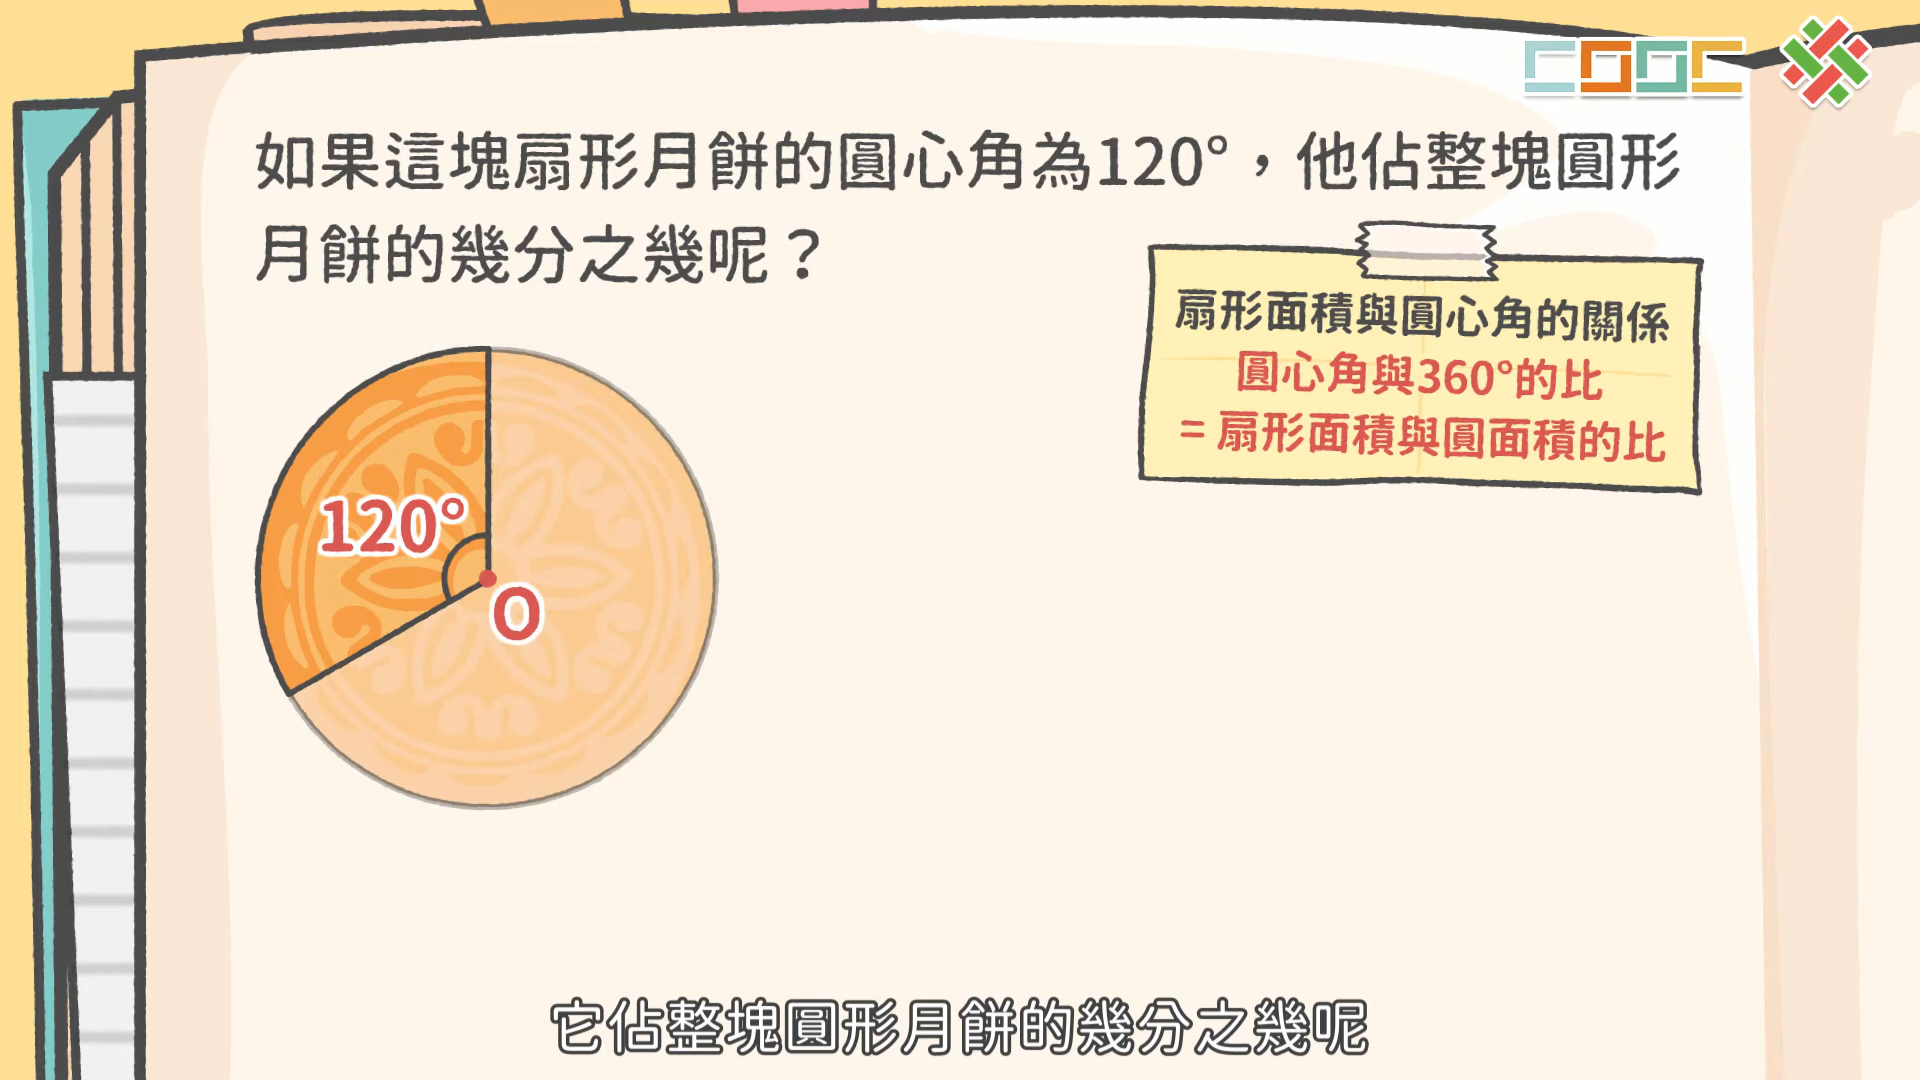 COOC
如果這塊扇形月餅的圓心角為120°，他佔整塊圓形
月餅的幾分之幾呢？
扇形面積與圓心角的關係
圓心角與360°的比
=扇形面積與圓面積的比
120°
O
它佔整塊圓形月餅的幾分之幾呢